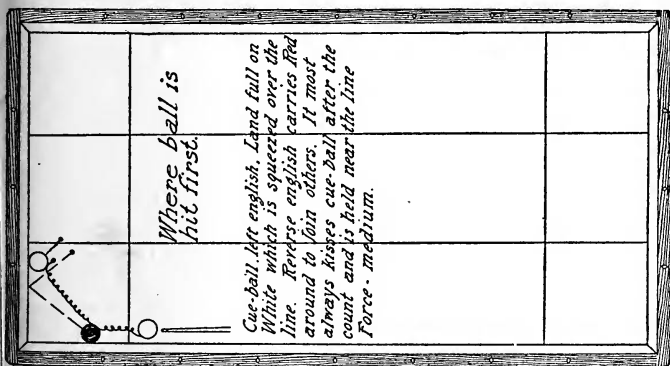 Where ball is
hit first.
Cue-ball, left english. Land full on
White which is squeezed over the
line. Reverse english carries Red
around to join others. It most
always kisses cue-ball after the
count and is held near the line
Force - medium.